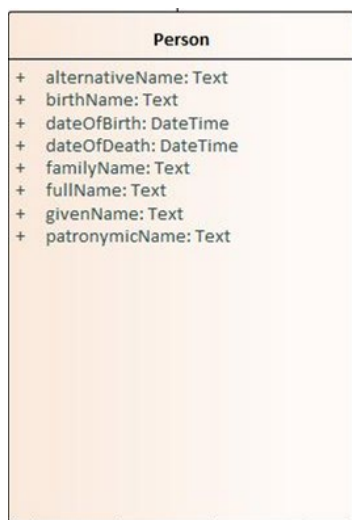 Person
+ alternativeName: Text
+ birthName: Text
+ dateOfBirth: DateTime
+ dateOfDeath: DateTime
+ familyName: Text
+ fullName: Text
+ givenName: Text
+ patronymicName: Text